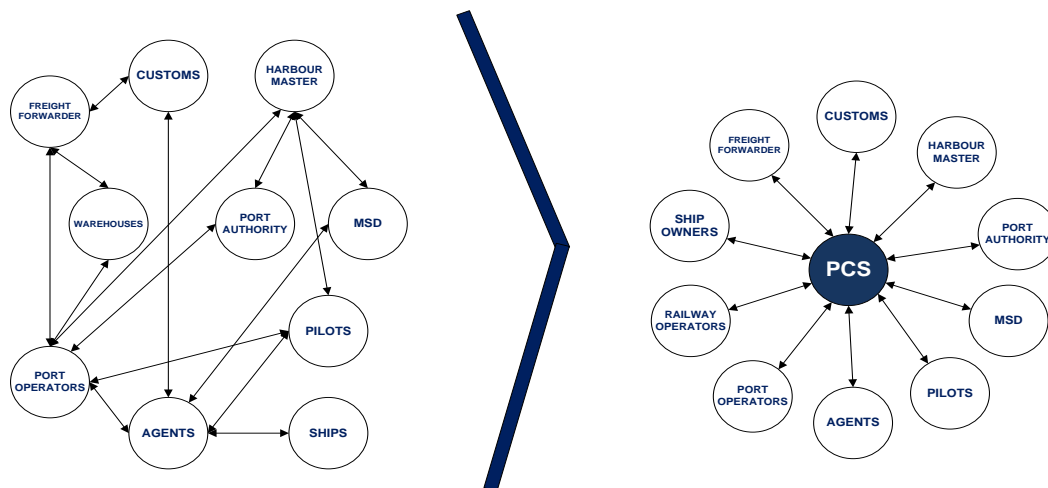 CUSTOMS
HARBOUR
MASTER
FREIGHT
FORWARDER
WAREHOUSES
PORT
AUTHORITY
MSD
PILOTS
PORT
OPERATORS
AGENTS
SHIPS
CUSTOMS
FREIGHT
FORWARDER
HARBOUR
MASTER
SHIP
OWNERS
PORT
AUTHORITY
PCS
RAILWAY
OPERATORS
MSD
PORT
OPERATORS
PILOTS
AGENTS